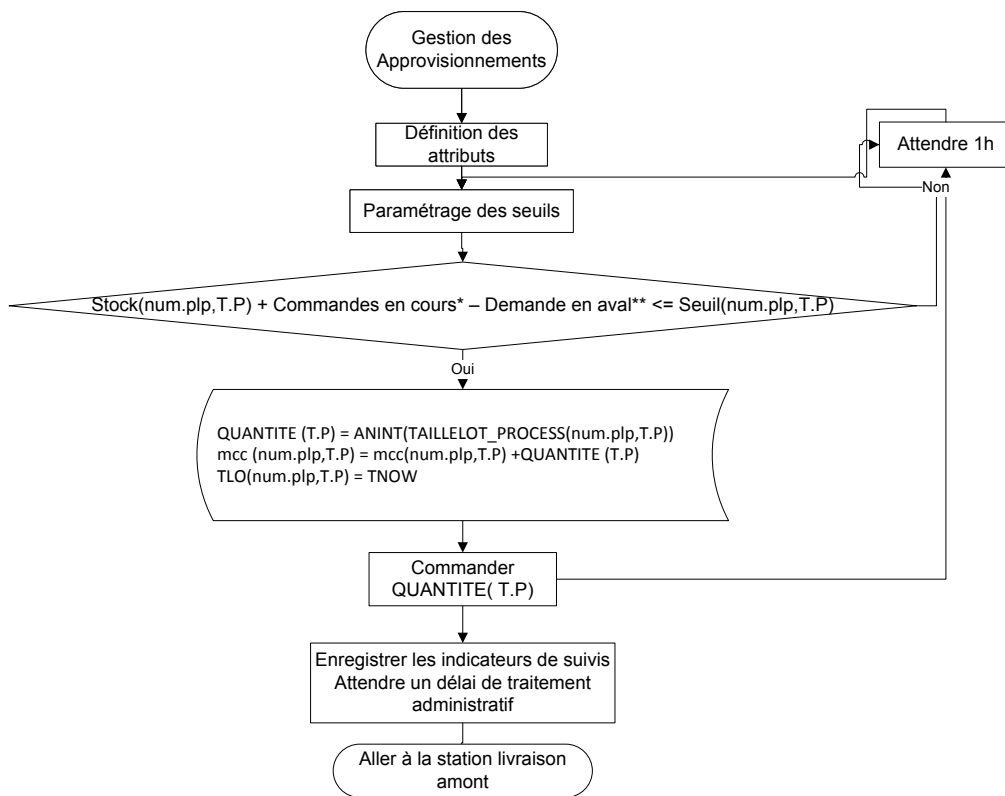 Gestion des
Approvisionnements
Définition des
attributs
Attendre 1h
Non
Paramétrage des seuils
Stock(num.plp,T.P) + Commandes en cours* – Demande en aval** <= Seuil(num.plp,T.P)
Oui
QUANTITE (T.P) = ANINT(TAILLELOT_PROCESS(num.plp,T.P))
mcc (num.plp,T.P) = mcc(num.plp,T.P) +QUANTITE (T.P)
TLO(num.plp,T.P) = TNOW
Commander
QUANTITE( T.P)
Enregistrer les indicateurs de suivis
Attendre un délai de traitement
administratif
Aller à la station livraison
amont